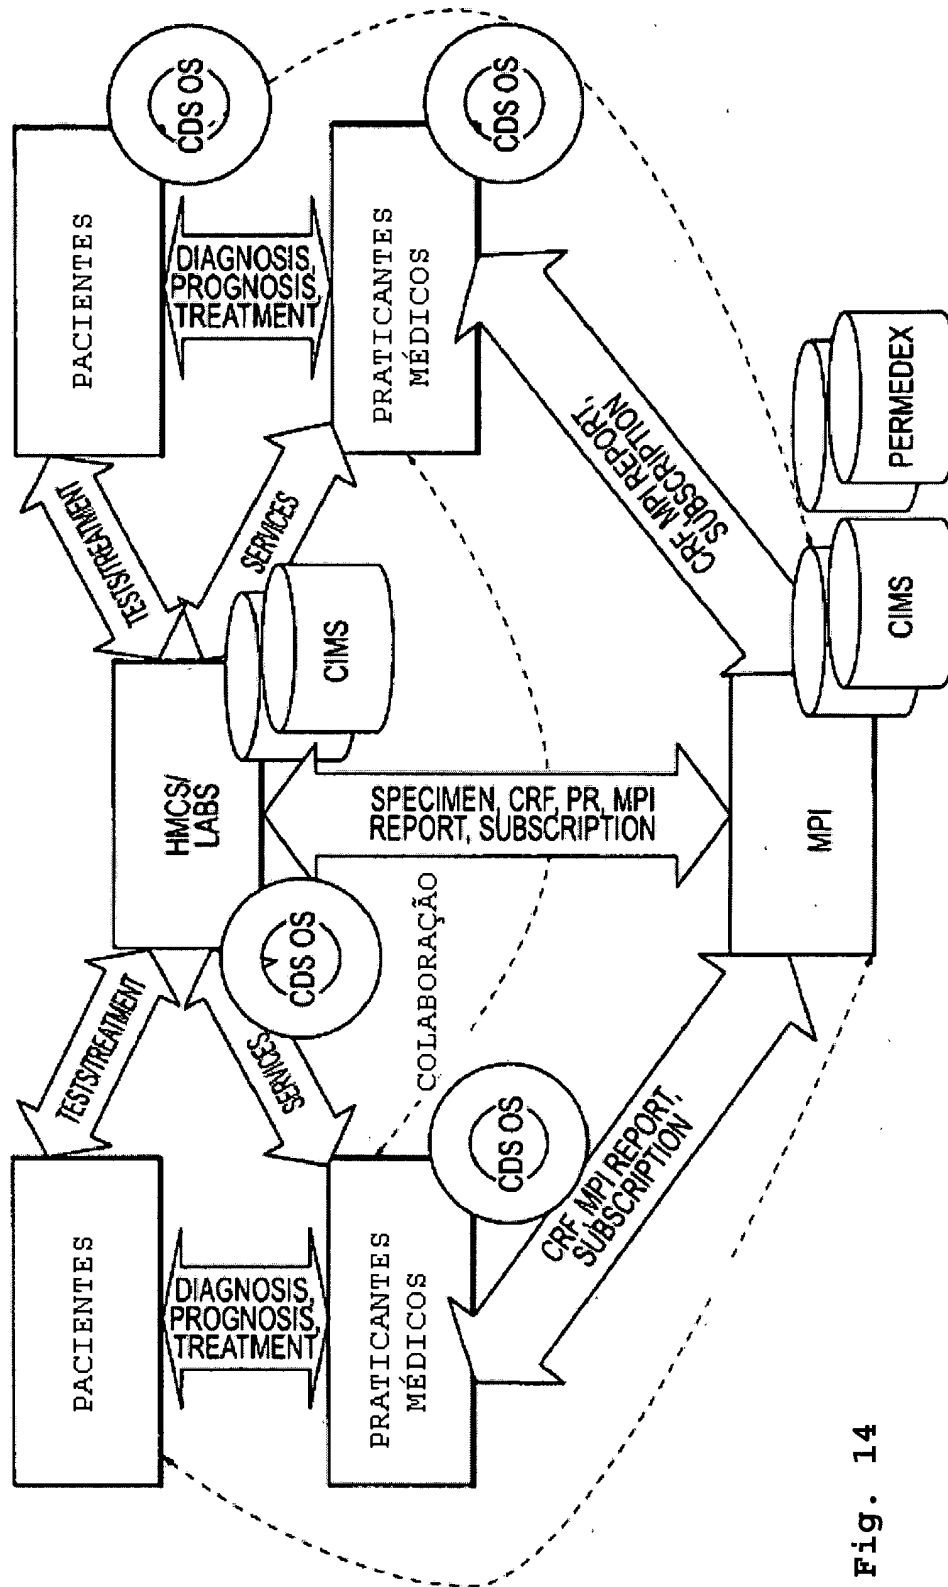 PACIENTES
TESTS/TREATMENT
HMCS/
LABS
TESTS/TREATMENT
PACIENTES
CDS OS
DIAGNOSIS,
PROGNOSIS,
TREATMENT
SERVICES
CDS OS
CIMS
SERVICES
DIAGNOSIS,
PROGNOSIS,
TREATMENT
PRATICANTES
MÉDICOS
CDS OS
COLABORAÇÃO
SPECIMEN, CRF, PR, MPI
REPORT, SUBSCRIPTION
PRATICANTES
MÉDICOS
CDS OS
CRF, MPI REPORT,
SUBSCRIPTION
CRF MPI REPORT,
SUBSCRIPTION
MPI
CIMS
PERMEDEX
Fig. 14